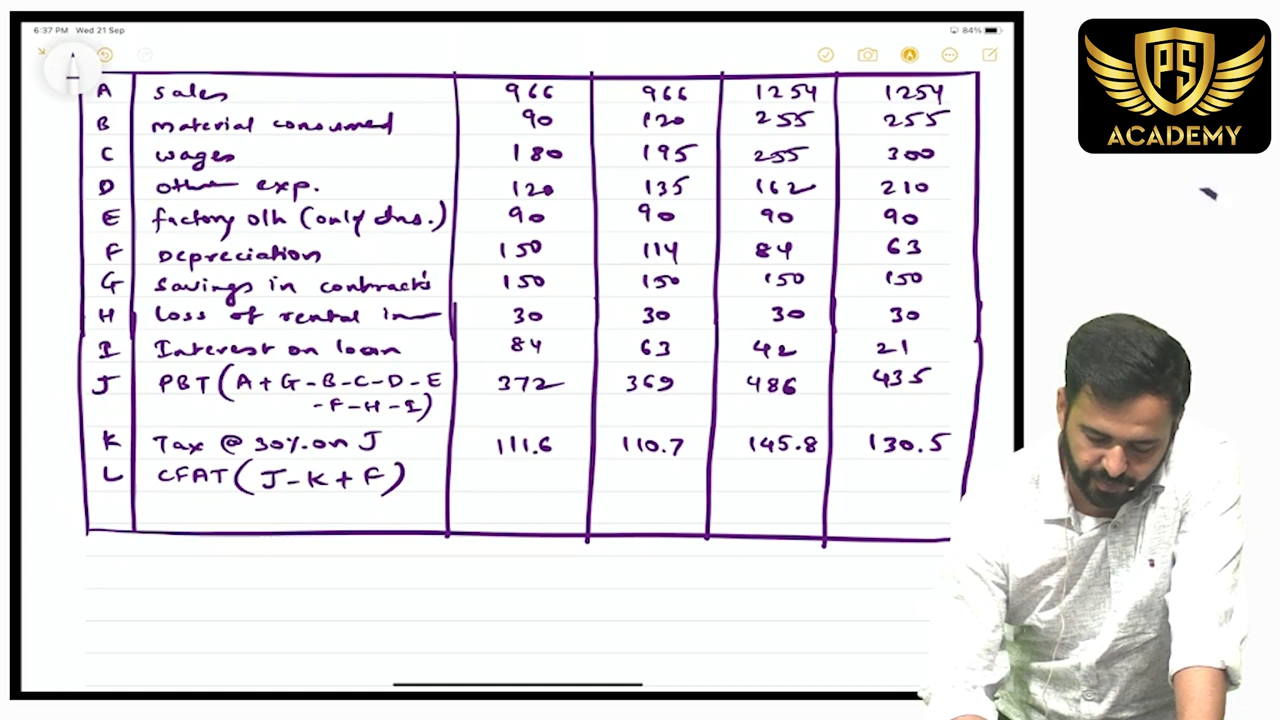 6:37 PM Wed 21 Sep 84%
PS
ACADEMY
A sales 966 966 1254 1254
B material consumed 90 120 255 255
C wages 180 195 255 300
D other exp. 120 135 162 210
E factory o/h (only Ins.) 90 90 90 90
F Depreciation 150 114 84 63
G Savings in contract's 150 150 150 150
H Loss of rental in 30 30 30 30
I Interest on loan 84 63 42 21
J PBT (A+G-B-C-D-E 372 369 486 435
-F-H-I)
K Tax @ 30% on J 111.6 110.7 145.8 130.5
L CFAT (J-K+F)